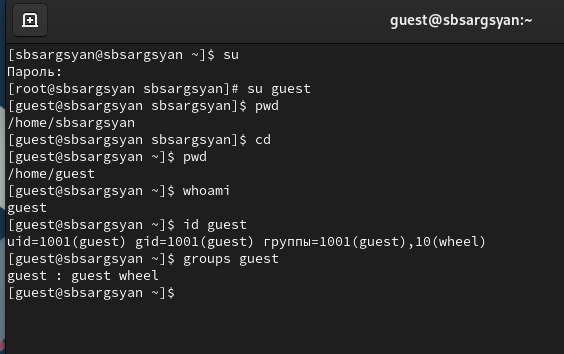 guest@sbsargsyan:~
[sbsargsyan@sbsargsyan ~]$ su
Пароль:
[root@sbsargsyan sbsargsyan]# su guest
[guest@sbsargsyan sbsargsyan]$ pwd
/home/sbsargsyan
[guest@sbsargsyan sbsargsyan]$ cd
[guest@sbsargsyan ~]$ pwd
/home/guest
[guest@sbsargsyan ~]$ whoami
guest
[guest@sbsargsyan ~]$ id guest
uid=1001(guest) gid=1001(guest) группы=1001(guest),10(wheel)
[guest@sbsargsyan ~]$ groups guest
guest : guest wheel
[guest@sbsargsyan ~]$